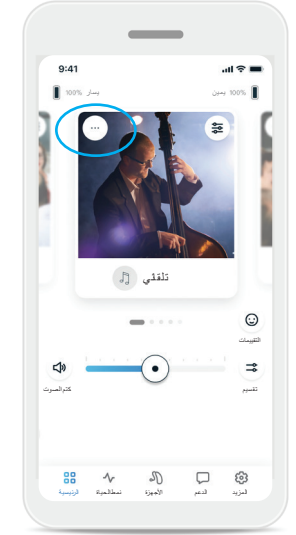 9:41
100% يمين
يسار 100%
تلقائي
التقييمات
تقسيم
كتم الصوت
المزيد
الدعم
الأجهزة
نمط الحياة
الرئيسية